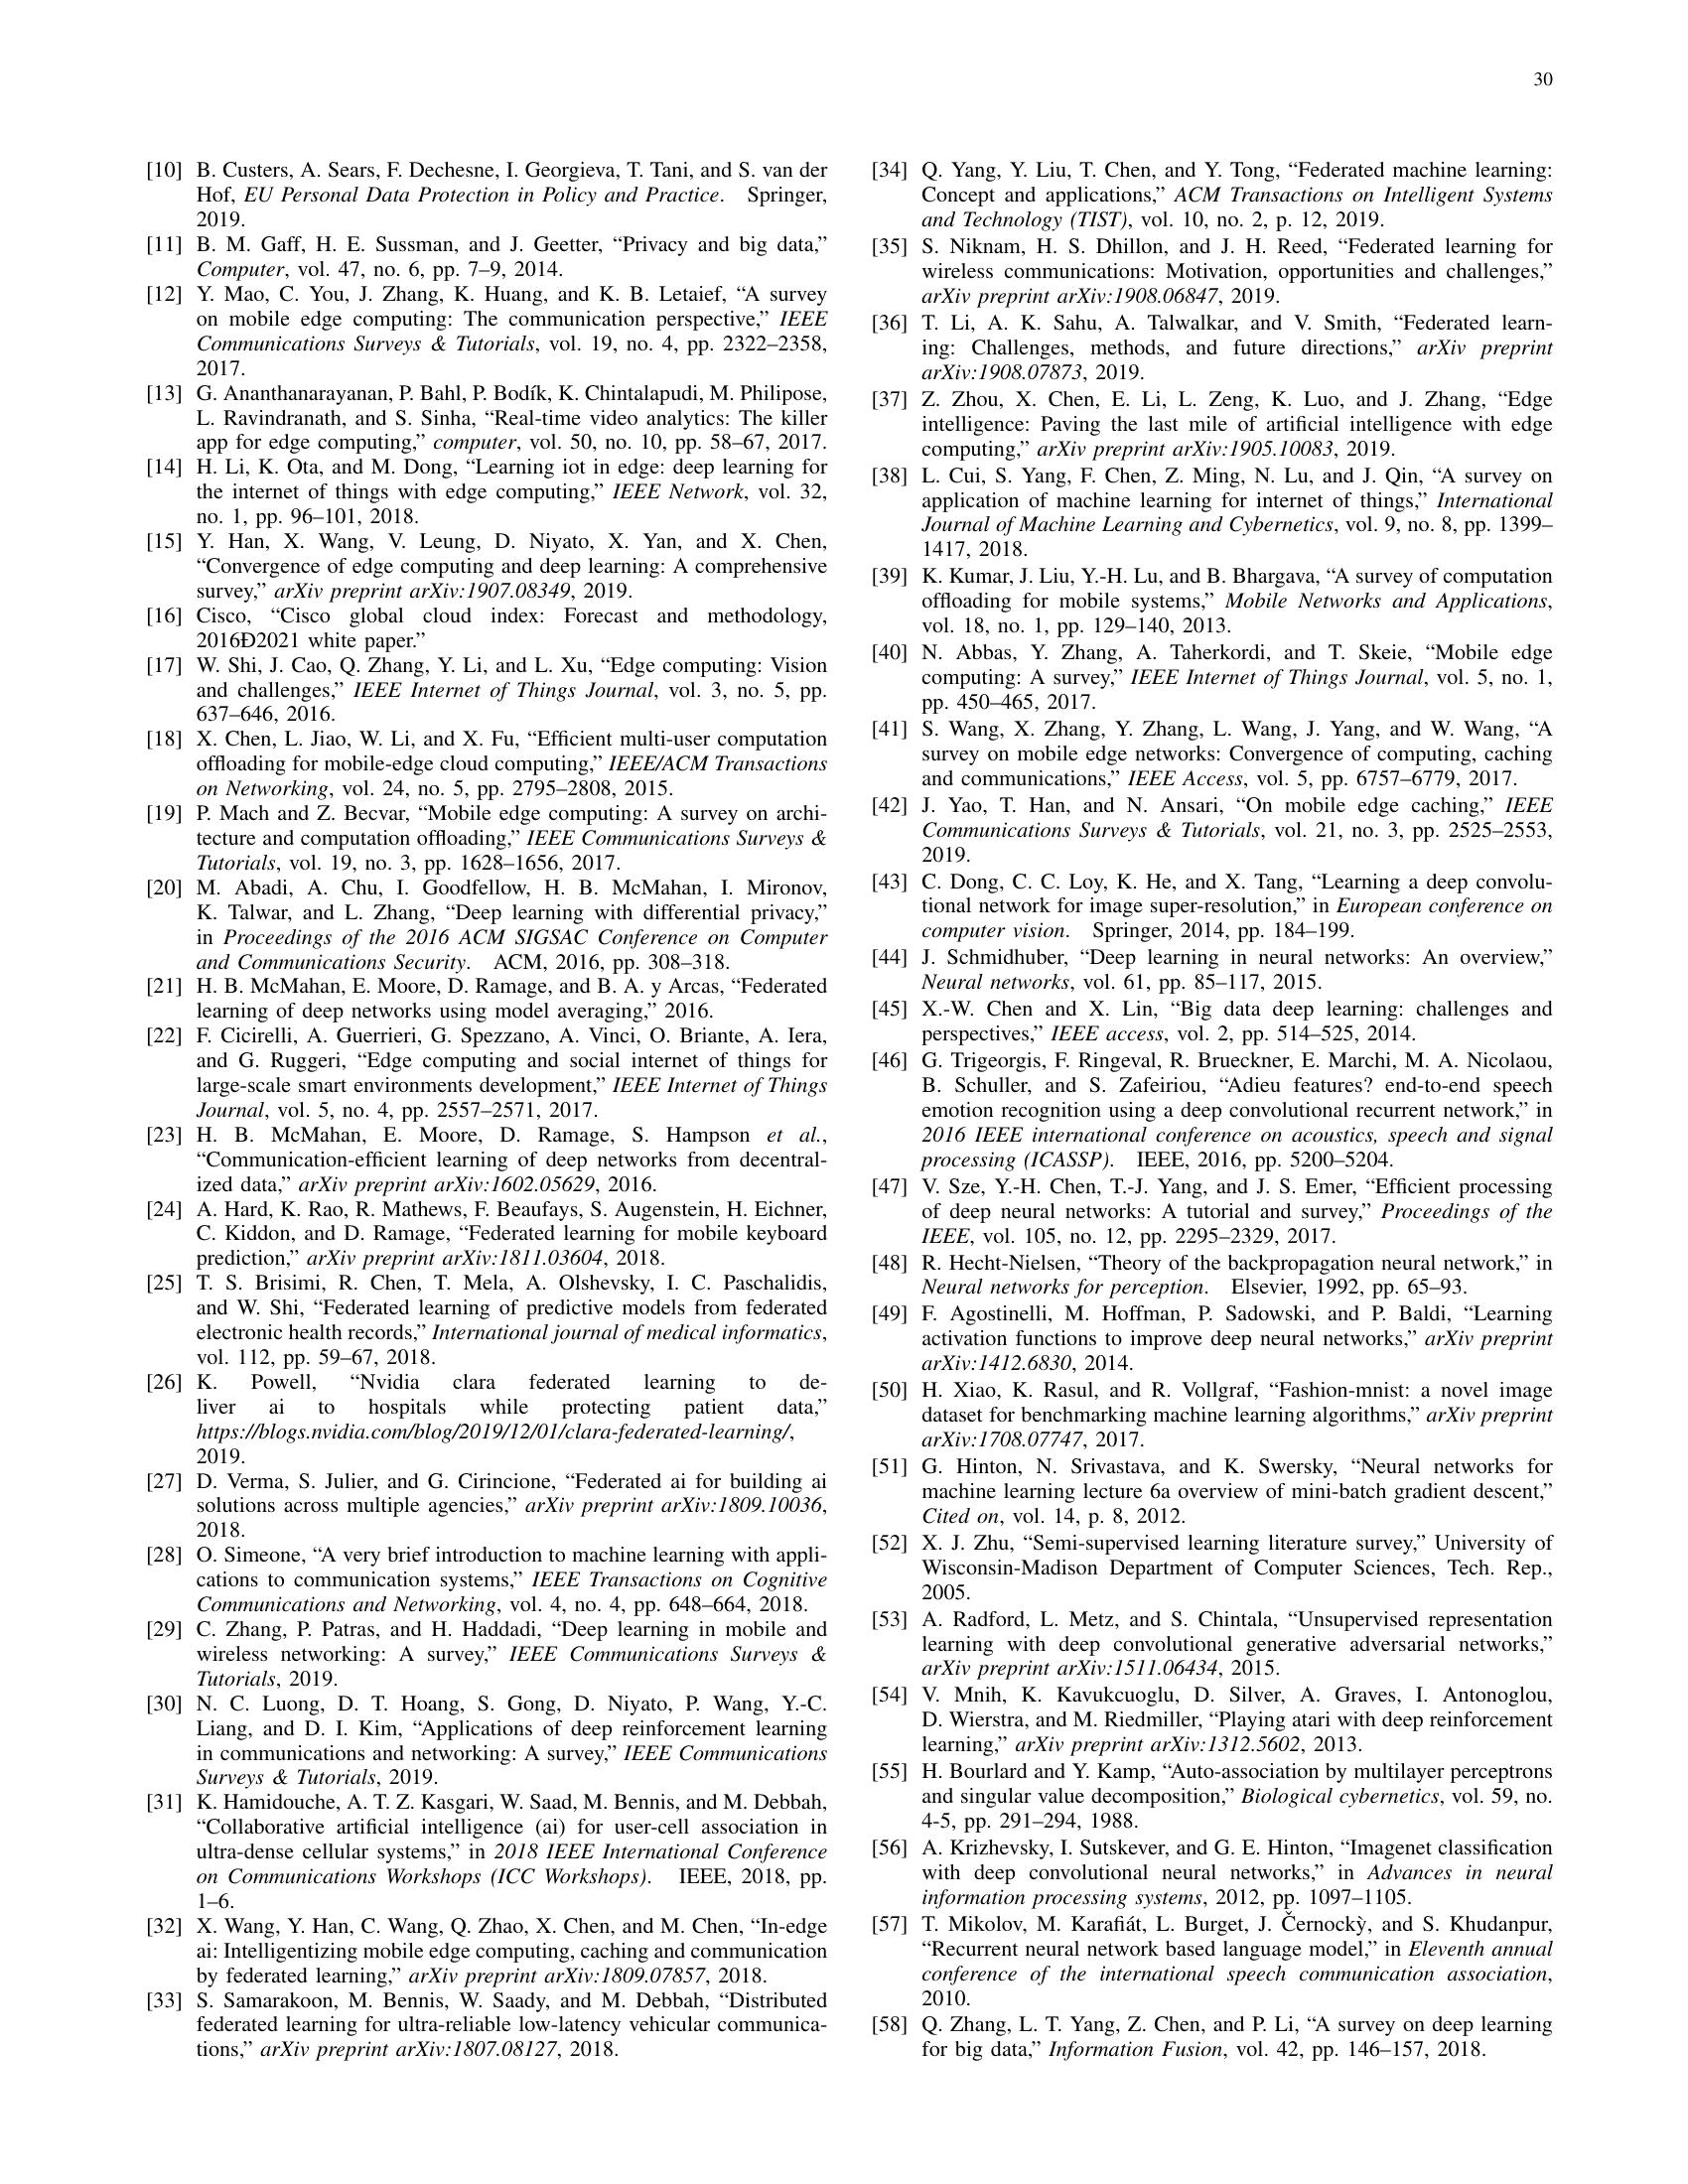 30
[10] B. Custers, A. Sears, F. Dechesne, I. Georgieva, T. Tani, and S. van der
Hof, EU Personal Data Protection in Policy and Practice. Springer,
2019.
[11] B. M. Gaff, H. E. Sussman, and J. Geetter, “Privacy and big data,”
Computer, vol. 47, no. 6, pp. 7–9, 2014.
[12] Y. Mao, C. You, J. Zhang, K. Huang, and K. B. Letaief, “A survey
on mobile edge computing: The communication perspective,” IEEE
Communications Surveys & Tutorials, vol. 19, no. 4, pp. 2322–2358,
2017.
[13] G. Ananthanarayanan, P. Bahl, P. Bodík, K. Chintalapudi, M. Philipose,
L. Ravindranath, and S. Sinha, “Real-time video analytics: The killer
app for edge computing,” computer, vol. 50, no. 10, pp. 58–67, 2017.
[14] H. Li, K. Ota, and M. Dong, “Learning iot in edge: deep learning for
the internet of things with edge computing,” IEEE Network, vol. 32,
no. 1, pp. 96–101, 2018.
[15] Y. Han, X. Wang, V. Leung, D. Niyato, X. Yan, and X. Chen,
“Convergence of edge computing and deep learning: A comprehensive
survey,” arXiv preprint arXiv:1907.08349, 2019.
[16] Cisco, “Cisco global cloud index: Forecast and methodology,
2016Ð2021 white paper.”
[17] W. Shi, J. Cao, Q. Zhang, Y. Li, and L. Xu, “Edge computing: Vision
and challenges,” IEEE Internet of Things Journal, vol. 3, no. 5, pp.
637–646, 2016.
[18] X. Chen, L. Jiao, W. Li, and X. Fu, “Efficient multi-user computation
offloading for mobile-edge cloud computing,” IEEE/ACM Transactions
on Networking, vol. 24, no. 5, pp. 2795–2808, 2015.
[19] P. Mach and Z. Becvar, “Mobile edge computing: A survey on archi-
tecture and computation offloading,” IEEE Communications Surveys &
Tutorials, vol. 19, no. 3, pp. 1628–1656, 2017.
[20] M. Abadi, A. Chu, I. Goodfellow, H. B. McMahan, I. Mironov,
K. Talwar, and L. Zhang, “Deep learning with differential privacy,”
in Proceedings of the 2016 ACM SIGSAC Conference on Computer
and Communications Security. ACM, 2016, pp. 308–318.
[21] H. B. McMahan, E. Moore, D. Ramage, and B. A. y Arcas, “Federated
learning of deep networks using model averaging,” 2016.
[22] F. Cicirelli, A. Guerrieri, G. Spezzano, A. Vinci, O. Briante, A. Iera,
and G. Ruggeri, “Edge computing and social internet of things for
large-scale smart environments development,” IEEE Internet of Things
Journal, vol. 5, no. 4, pp. 2557–2571, 2017.
[23] H. B. McMahan, E. Moore, D. Ramage, S. Hampson et al.,
“Communication-efficient learning of deep networks from decentral-
ized data,” arXiv preprint arXiv:1602.05629, 2016.
[24] A. Hard, K. Rao, R. Mathews, F. Beaufays, S. Augenstein, H. Eichner,
C. Kiddon, and D. Ramage, “Federated learning for mobile keyboard
prediction,” arXiv preprint arXiv:1811.03604, 2018.
[25] T. S. Brisimi, R. Chen, T. Mela, A. Olshevsky, I. C. Paschalidis,
and W. Shi, “Federated learning of predictive models from federated
electronic health records,” International journal of medical informatics,
vol. 112, pp. 59–67, 2018.
[26] K. Powell, “Nvidia clara federated learning to de-
liver ai to hospitals while protecting patient data,”
https://blogs.nvidia.com/blog/2019/12/01/clara-federated-learning/,
2019.
[27] D. Verma, S. Julier, and G. Cirincione, “Federated ai for building ai
solutions across multiple agencies,” arXiv preprint arXiv:1809.10036,
2018.
[28] O. Simeone, “A very brief introduction to machine learning with appli-
cations to communication systems,” IEEE Transactions on Cognitive
Communications and Networking, vol. 4, no. 4, pp. 648–664, 2018.
[29] C. Zhang, P. Patras, and H. Haddadi, “Deep learning in mobile and
wireless networking: A survey,” IEEE Communications Surveys &
Tutorials, 2019.
[30] N. C. Luong, D. T. Hoang, S. Gong, D. Niyato, P. Wang, Y.-C.
Liang, and D. I. Kim, “Applications of deep reinforcement learning
in communications and networking: A survey,” IEEE Communications
Surveys & Tutorials, 2019.
[31] K. Hamidouche, A. T. Z. Kasgari, W. Saad, M. Bennis, and M. Debbah,
“Collaborative artificial intelligence (ai) for user-cell association in
ultra-dense cellular systems,” in 2018 IEEE International Conference
on Communications Workshops (ICC Workshops). IEEE, 2018, pp.
1–6.
[32] X. Wang, Y. Han, C. Wang, Q. Zhao, X. Chen, and M. Chen, “In-edge
ai: Intelligentizing mobile edge computing, caching and communication
by federated learning,” arXiv preprint arXiv:1809.07857, 2018.
[33] S. Samarakoon, M. Bennis, W. Saady, and M. Debbah, “Distributed
federated learning for ultra-reliable low-latency vehicular communica-
tions,” arXiv preprint arXiv:1807.08127, 2018.
[34] Q. Yang, Y. Liu, T. Chen, and Y. Tong, “Federated machine learning:
Concept and applications,” ACM Transactions on Intelligent Systems
and Technology (TIST), vol. 10, no. 2, p. 12, 2019.
[35] S. Niknam, H. S. Dhillon, and J. H. Reed, “Federated learning for
wireless communications: Motivation, opportunities and challenges,”
arXiv preprint arXiv:1908.06847, 2019.
[36] T. Li, A. K. Sahu, A. Talwalkar, and V. Smith, “Federated learn-
ing: Challenges, methods, and future directions,” arXiv preprint
arXiv:1908.07873, 2019.
[37] Z. Zhou, X. Chen, E. Li, L. Zeng, K. Luo, and J. Zhang, “Edge
intelligence: Paving the last mile of artificial intelligence with edge
computing,” arXiv preprint arXiv:1905.10083, 2019.
[38] L. Cui, S. Yang, F. Chen, Z. Ming, N. Lu, and J. Qin, “A survey on
application of machine learning for internet of things,” International
Journal of Machine Learning and Cybernetics, vol. 9, no. 8, pp. 1399–
1417, 2018.
[39] K. Kumar, J. Liu, Y.-H. Lu, and B. Bhargava, “A survey of computation
offloading for mobile systems,” Mobile Networks and Applications,
vol. 18, no. 1, pp. 129–140, 2013.
[40] N. Abbas, Y. Zhang, A. Taherkordi, and T. Skeie, “Mobile edge
computing: A survey,” IEEE Internet of Things Journal, vol. 5, no. 1,
pp. 450–465, 2017.
[41] S. Wang, X. Zhang, Y. Zhang, L. Wang, J. Yang, and W. Wang, “A
survey on mobile edge networks: Convergence of computing, caching
and communications,” IEEE Access, vol. 5, pp. 6757–6779, 2017.
[42] J. Yao, T. Han, and N. Ansari, “On mobile edge caching,” IEEE
Communications Surveys & Tutorials, vol. 21, no. 3, pp. 2525–2553,
2019.
[43] C. Dong, C. C. Loy, K. He, and X. Tang, “Learning a deep convolu-
tional network for image super-resolution,” in European conference on
computer vision. Springer, 2014, pp. 184–199.
[44] J. Schmidhuber, “Deep learning in neural networks: An overview,”
Neural networks, vol. 61, pp. 85–117, 2015.
[45] X.-W. Chen and X. Lin, “Big data deep learning: challenges and
perspectives,” IEEE access, vol. 2, pp. 514–525, 2014.
[46] G. Trigeorgis, F. Ringeval, R. Brueckner, E. Marchi, M. A. Nicolaou,
B. Schuller, and S. Zafeiriou, “Adieu features? end-to-end speech
emotion recognition using a deep convolutional recurrent network,” in
2016 IEEE international conference on acoustics, speech and signal
processing (ICASSP). IEEE, 2016, pp. 5200–5204.
[47] V. Sze, Y.-H. Chen, T.-J. Yang, and J. S. Emer, “Efficient processing
of deep neural networks: A tutorial and survey,” Proceedings of the
IEEE, vol. 105, no. 12, pp. 2295–2329, 2017.
[48] R. Hecht-Nielsen, “Theory of the backpropagation neural network,” in
Neural networks for perception. Elsevier, 1992, pp. 65–93.
[49] F. Agostinelli, M. Hoffman, P. Sadowski, and P. Baldi, “Learning
activation functions to improve deep neural networks,” arXiv preprint
arXiv:1412.6830, 2014.
[50] H. Xiao, K. Rasul, and R. Vollgraf, “Fashion-mnist: a novel image
dataset for benchmarking machine learning algorithms,” arXiv preprint
arXiv:1708.07747, 2017.
[51] G. Hinton, N. Srivastava, and K. Swersky, “Neural networks for
machine learning lecture 6a overview of mini-batch gradient descent,”
Cited on, vol. 14, p. 8, 2012.
[52] X. J. Zhu, “Semi-supervised learning literature survey,” University of
Wisconsin-Madison Department of Computer Sciences, Tech. Rep.,
2005.
[53] A. Radford, L. Metz, and S. Chintala, “Unsupervised representation
learning with deep convolutional generative adversarial networks,”
arXiv preprint arXiv:1511.06434, 2015.
[54] V. Mnih, K. Kavukcuoglu, D. Silver, A. Graves, I. Antonoglou,
D. Wierstra, and M. Riedmiller, “Playing atari with deep reinforcement
learning,” arXiv preprint arXiv:1312.5602, 2013.
[55] H. Bourlard and Y. Kamp, “Auto-association by multilayer perceptrons
and singular value decomposition,” Biological cybernetics, vol. 59, no.
4-5, pp. 291–294, 1988.
[56] A. Krizhevsky, I. Sutskever, and G. E. Hinton, “Imagenet classification
with deep convolutional neural networks,” in Advances in neural
information processing systems, 2012, pp. 1097–1105.
[57] T. Mikolov, M. Karafiát, L. Burget, J. Černockỳ, and S. Khudanpur,
“Recurrent neural network based language model,” in Eleventh annual
conference of the international speech communication association,
2010.
[58] Q. Zhang, L. T. Yang, Z. Chen, and P. Li, “A survey on deep learning
for big data,” Information Fusion, vol. 42, pp. 146–157, 2018.